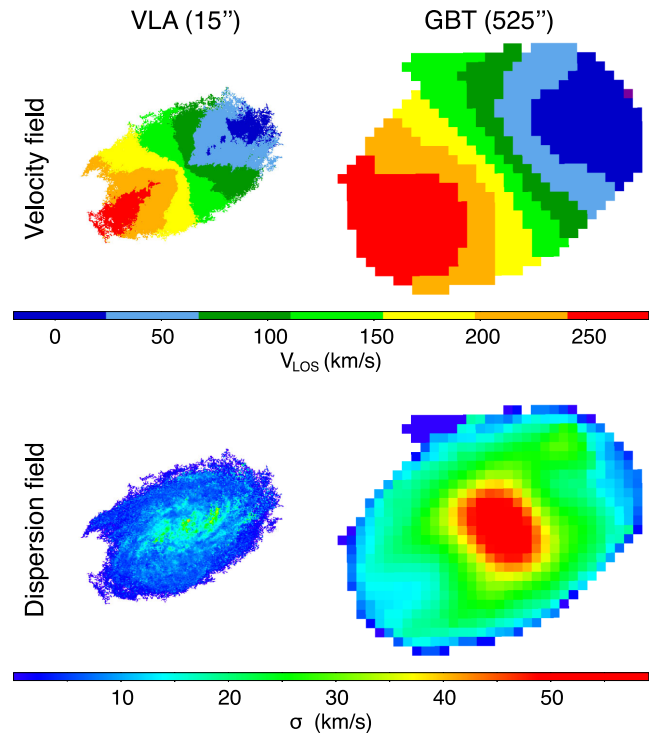 VLA (15”) GBT (525”)
Velocity field
0 50 100 150 200 250
VLOS (km/s)
Dispersion field
10 20 30 40 50
σ (km/s)